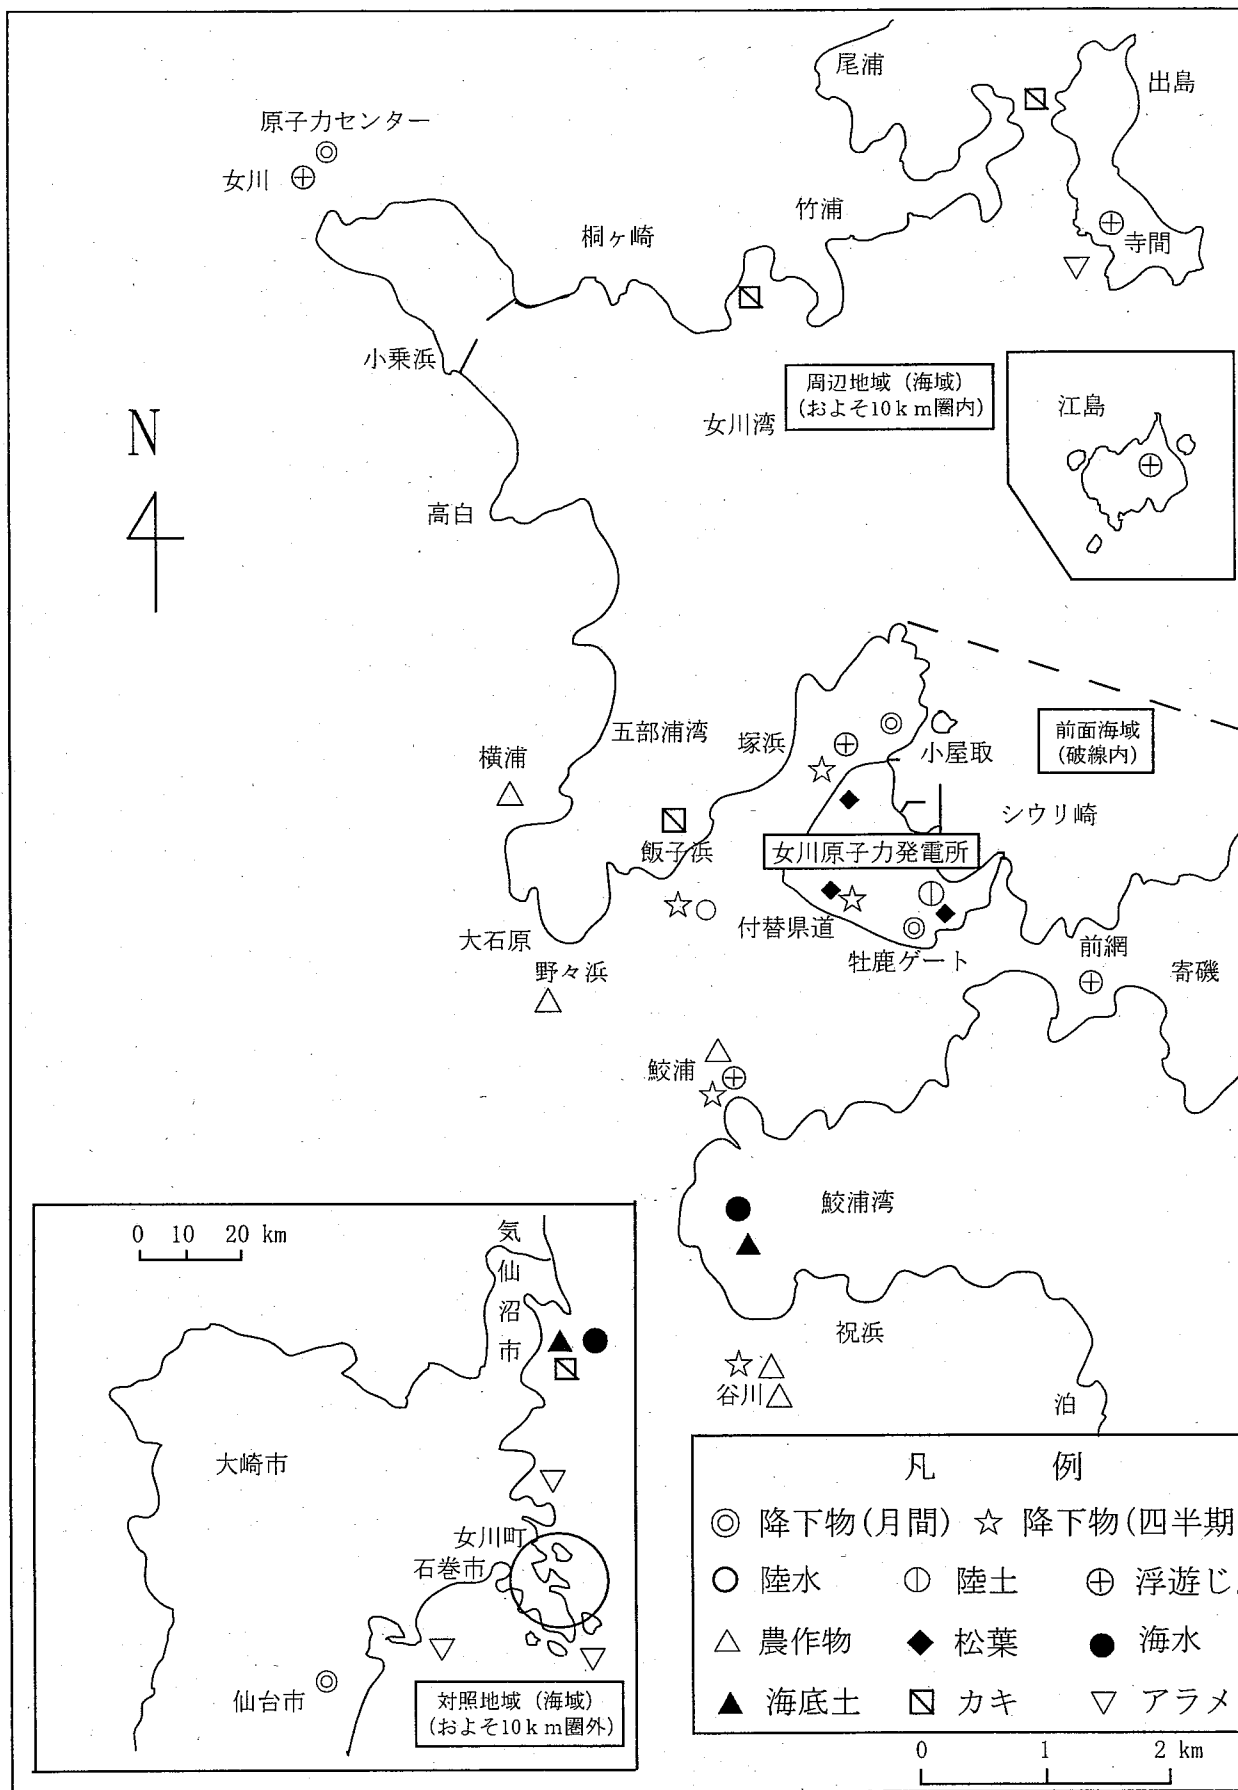 尾浦
出島
原子力センター
女川
竹浦
桐ヶ崎
寺間
小乗浜
周辺地域（海域）
(およそ10ｋｍ圏内)
女川湾
江島
N
高白
五部浦湾
塚浜
小屋取
前面海域
(破線内)
横浦
シウリ崎
飯子浜
女川原子力発電所
付替県道
大石原
牡鹿ゲート
前網
寄磯
野々浜
鮫浦
鮫浦湾
祝浜
谷川
泊
0 10 20 km
気仙沼市
大崎市
女川町
石巻市
仙台市
対照地域（海域）
(およそ10ｋｍ圏外)
凡 例
◎ 降下物(月間) ☆ 降下物(四半期
○ 陸水 陸土 ⊕ 浮遊じ
△ 農作物 ◆ 松葉 ● 海水
▲ 海底土 カキ ▽ アラメ
0 1 2 km